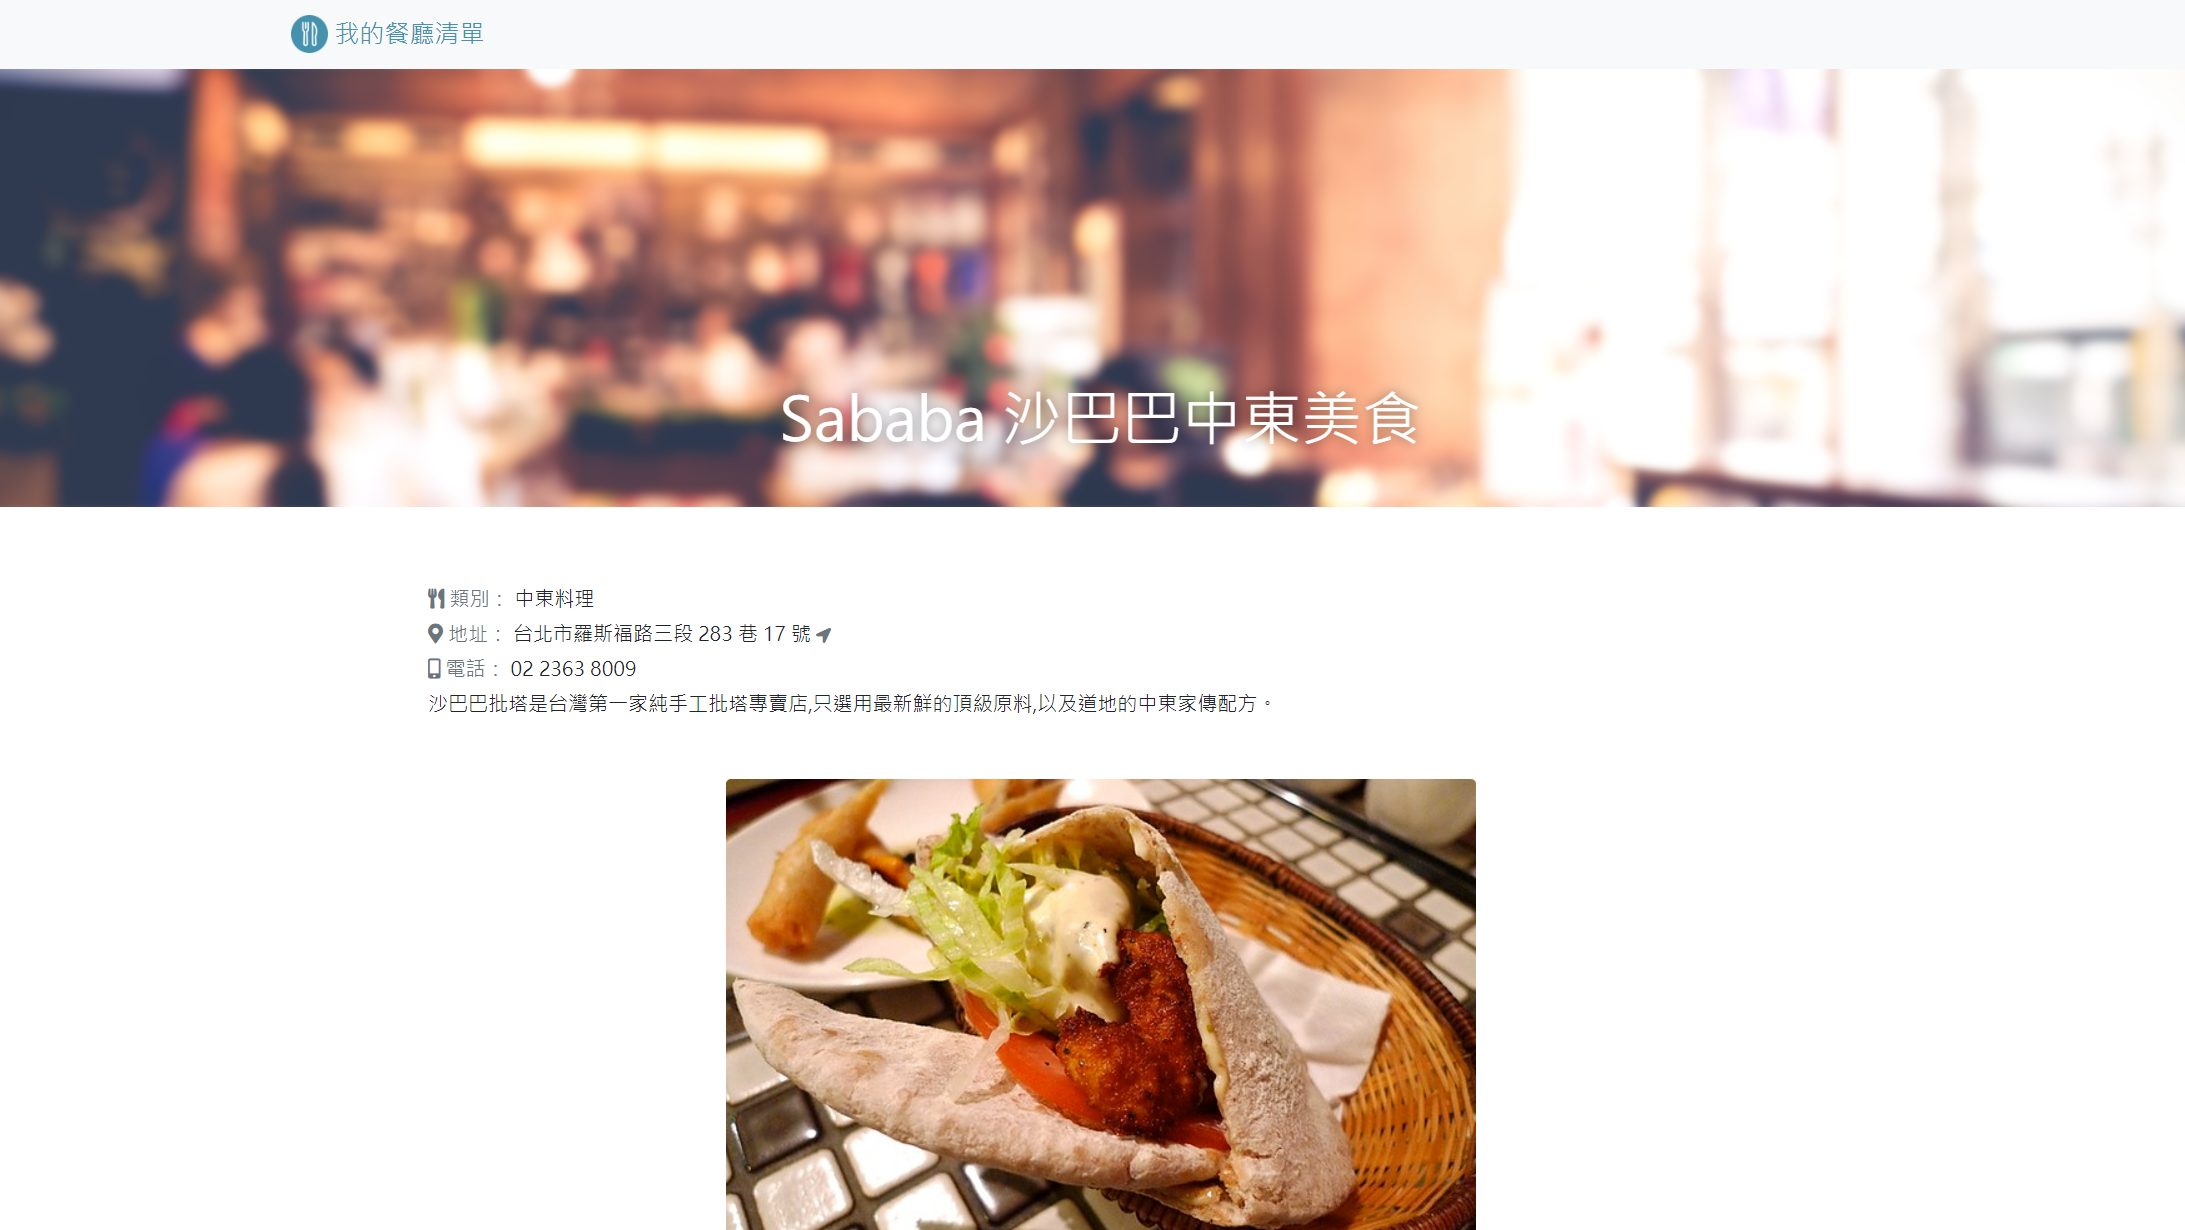 我的餐廳清單
Sababa 沙巴巴中東美食
類別： 中東料理
地址： 台北市羅斯福路三段 283 巷 17 號
電話： 02 2363 8009
沙巴巴批塔是台灣第一家純手工批塔專賣店,只選用最新鮮的頂級原料,以及道地的中東家傳配方。